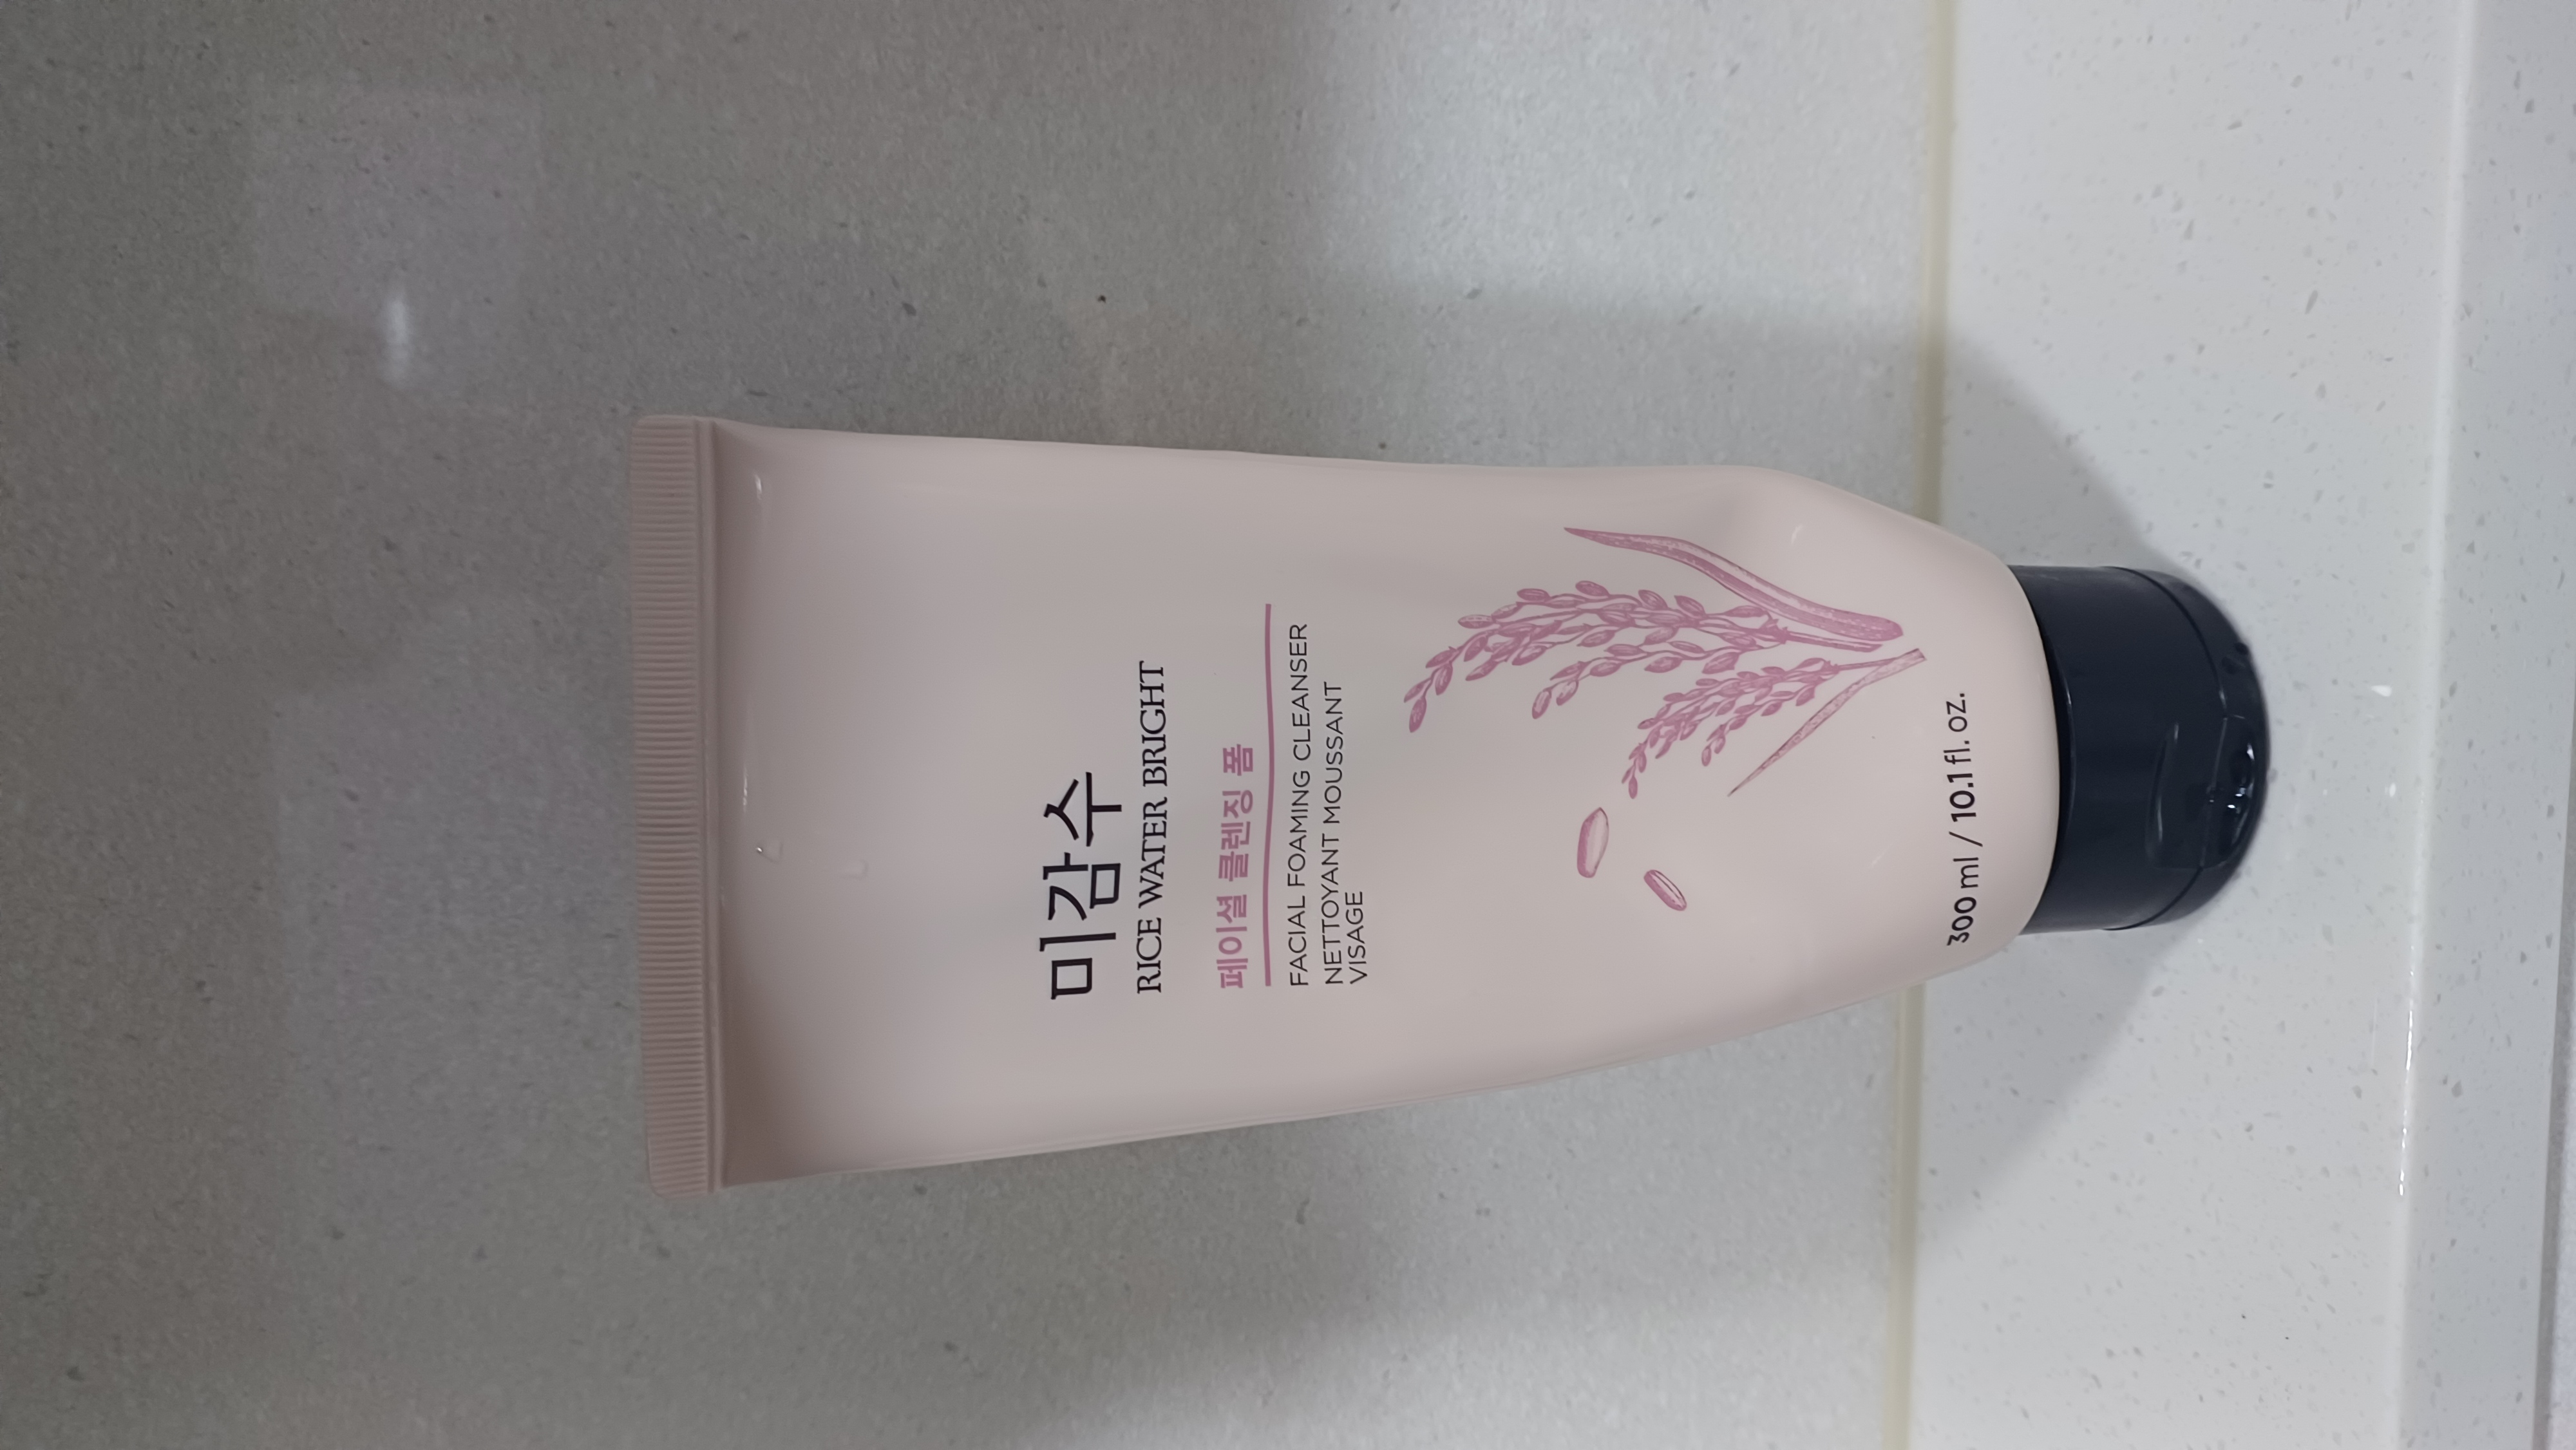 미감수
RICE WATER BRIGHT
페이셜 클렌징 폼
FACIAL FOAMING CLEANSER
NETTOYANT MOUSSANT
VISAGE
300 ml / 10.1 fl. oz.